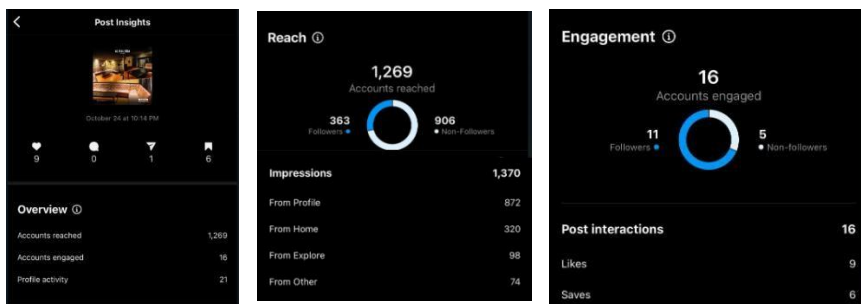 Post Insights
October 24 at 10:14 PM
9 0 1 6
Overview
Accounts reached 1,269
Accounts engaged 16
Profile activity 21
Reach
1,269
Accounts reached
363 906
Followers Non-Followers
Impressions 1,370
From Profile 872
From Home 320
From Explore 98
From Other 74
Engagement
16
Accounts engaged
11 5
Followers Non-followers
Post interactions 16
Likes 9
Saves 6